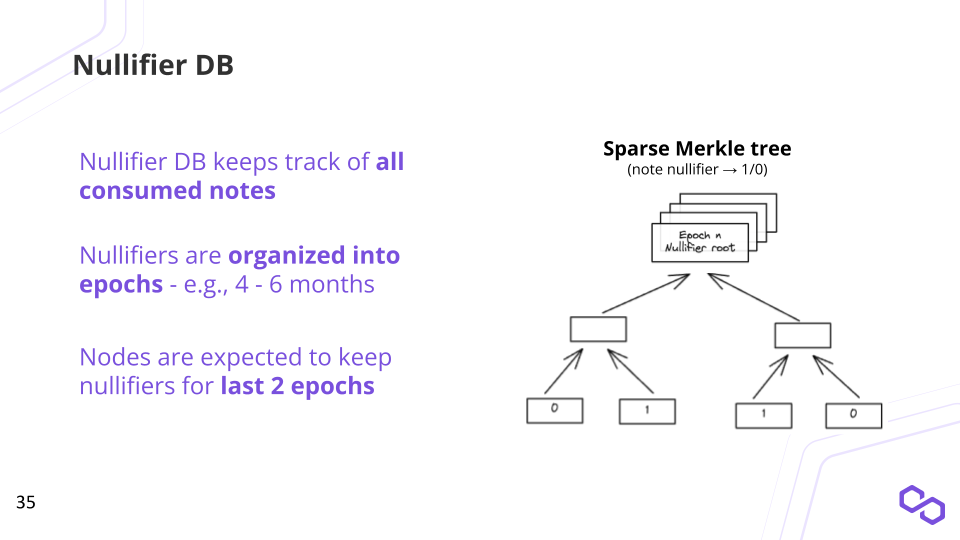 Nullifier DB
Nullifier DB keeps track of all
consumed notes
Nullifiers are organized into
epochs - e.g., 4 - 6 months
Nodes are expected to keep
nullifiers for last 2 epochs
Sparse Merkle tree
(note nullifier → 1/0)
Epoch n
Nullifier root
0
1
1
0
35